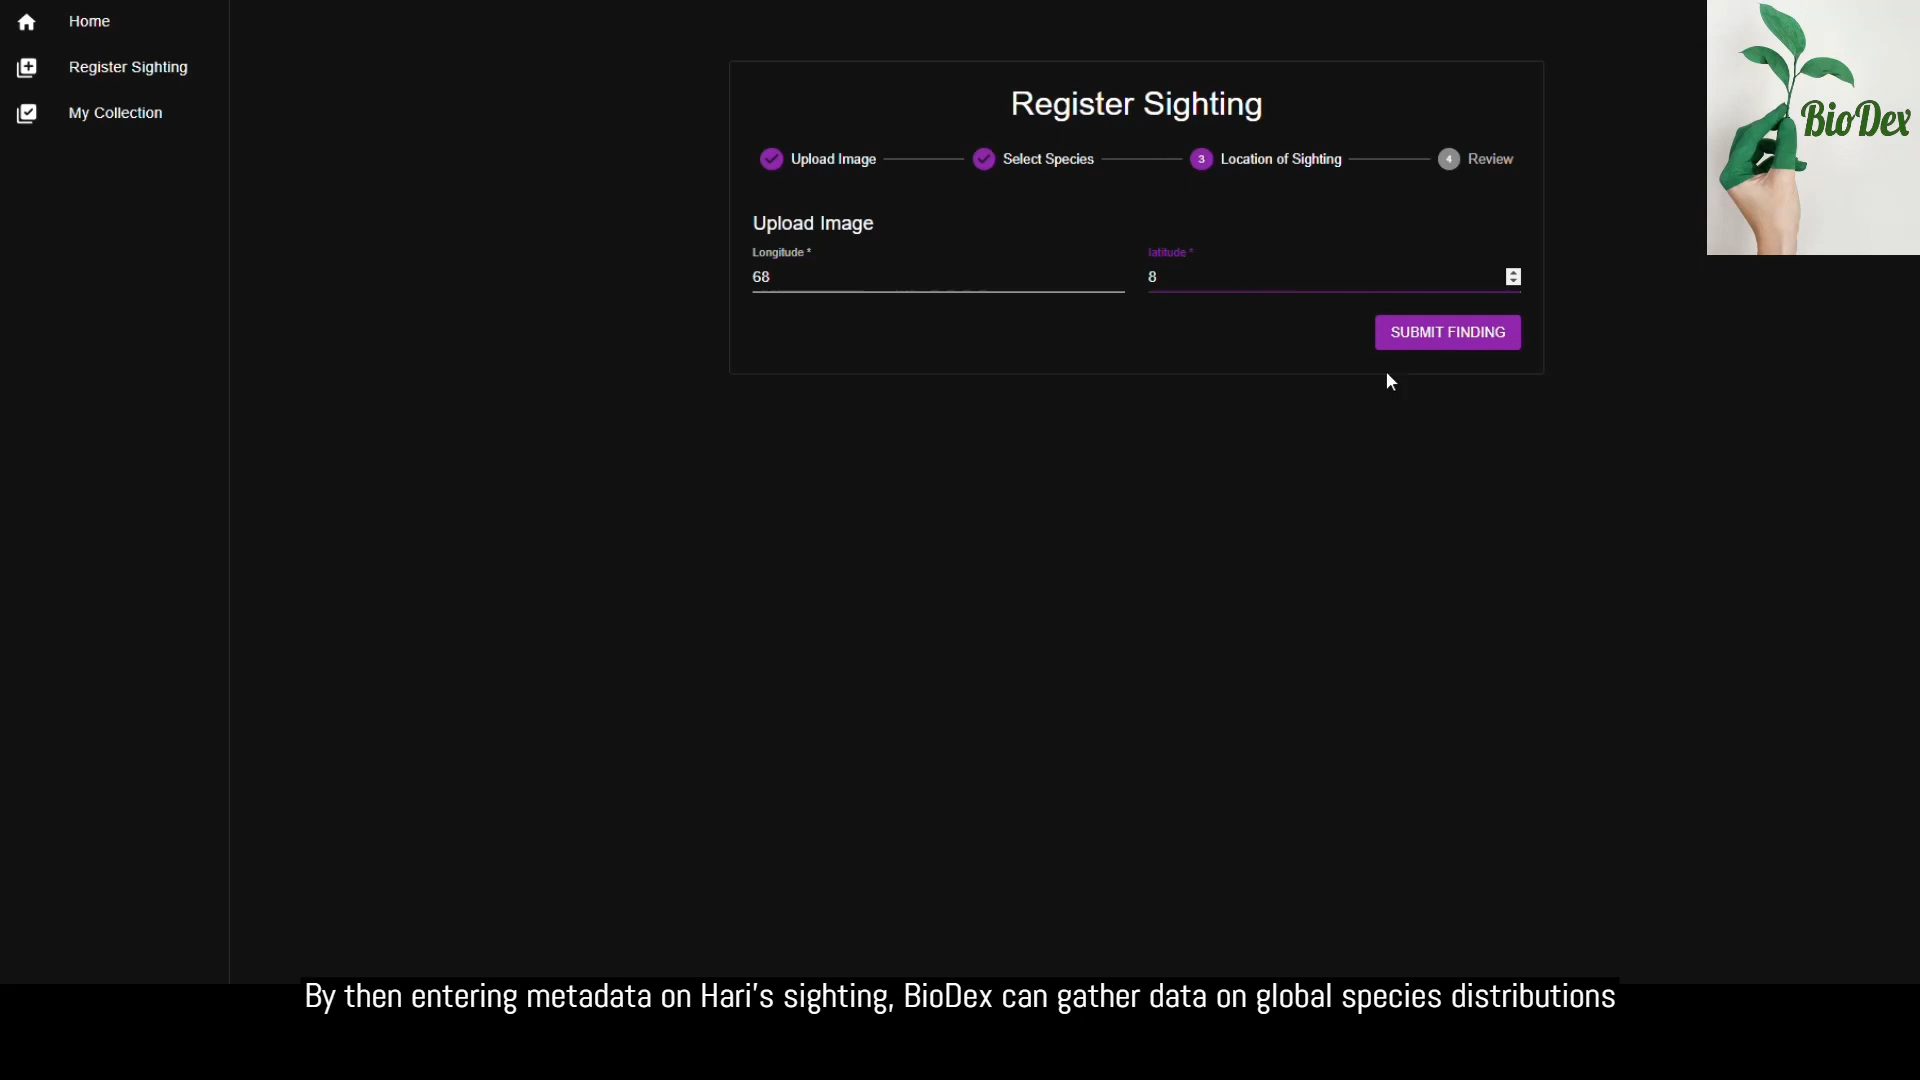 Home
Register Sighting
My Collection
BioDex
Register Sighting
Upload Image
Select Species
3 Location of Sighting
4 Review
Upload Image
Longitude * latitude *
68 8
SUBMIT FINDING
By then entering metadata on Hari's sighting, BioDex can gather data on global species distributions